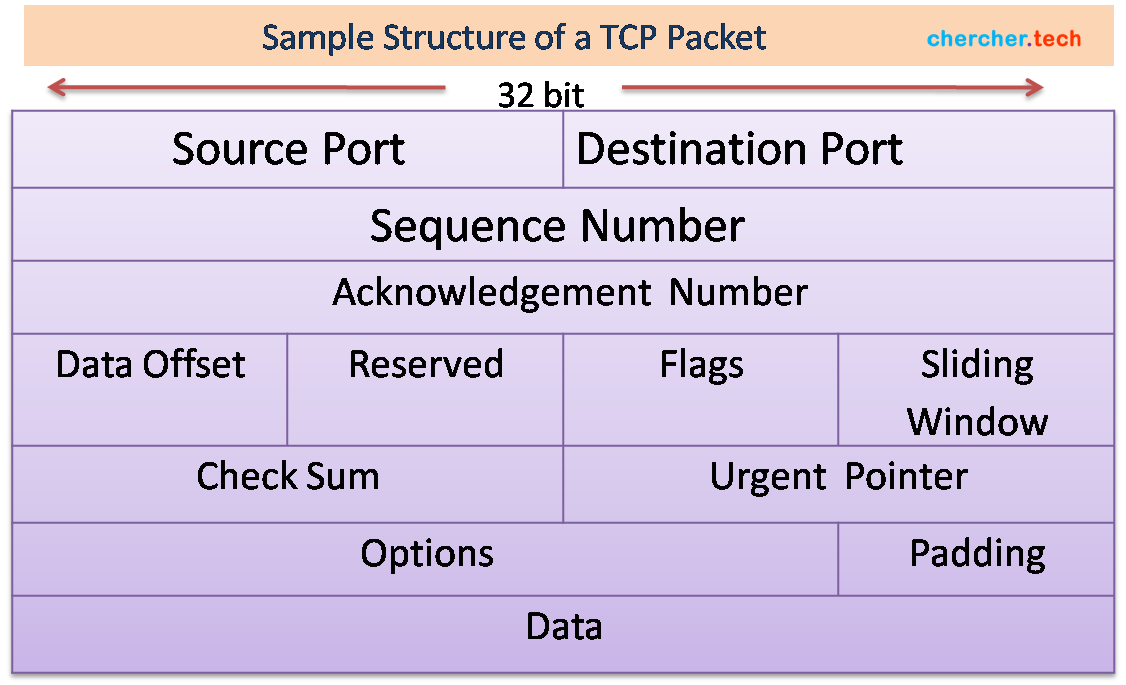 Sample Structure of a TCP Packet
chercher.tech
32 bit
Source Port
Destination Port
Sequence Number
Acknowledgement Number
Data Offset
Reserved
Flags
Sliding
Window
Check Sum
Urgent Pointer
Options
Padding
Data